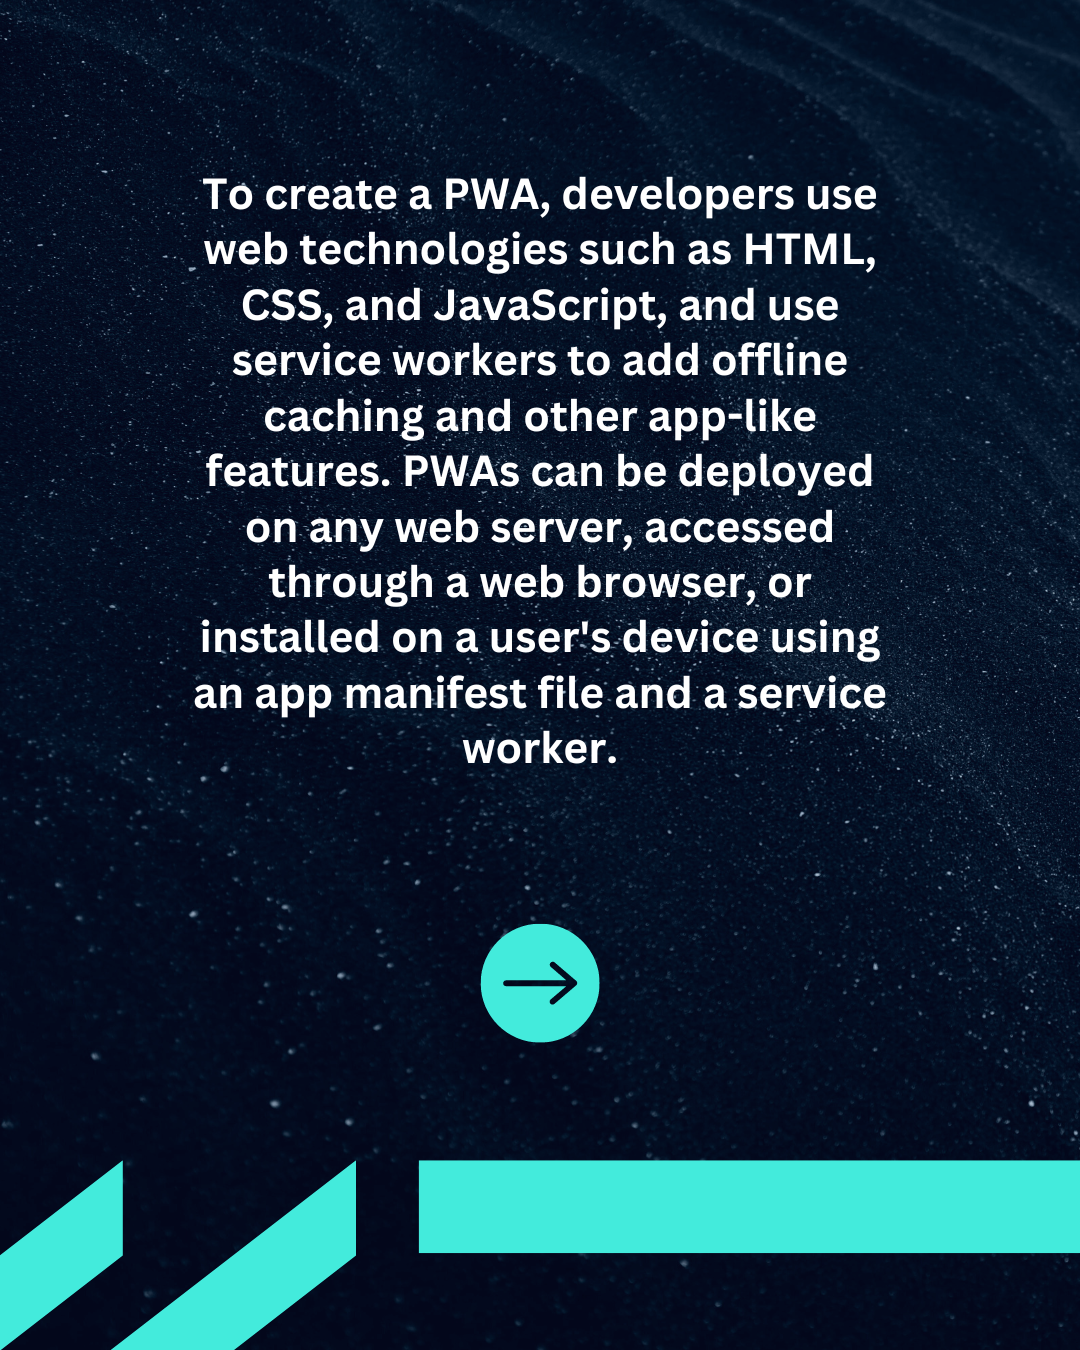 To create a PWA, developers use
web technologies such as HTML,
CSS, and JavaScript, and use
service workers to add offline
caching and other app-like
features. PWAs can be deployed
on any web server, accessed
through a web browser, or
installed on a user's device using
an app manifest file and a service
worker.